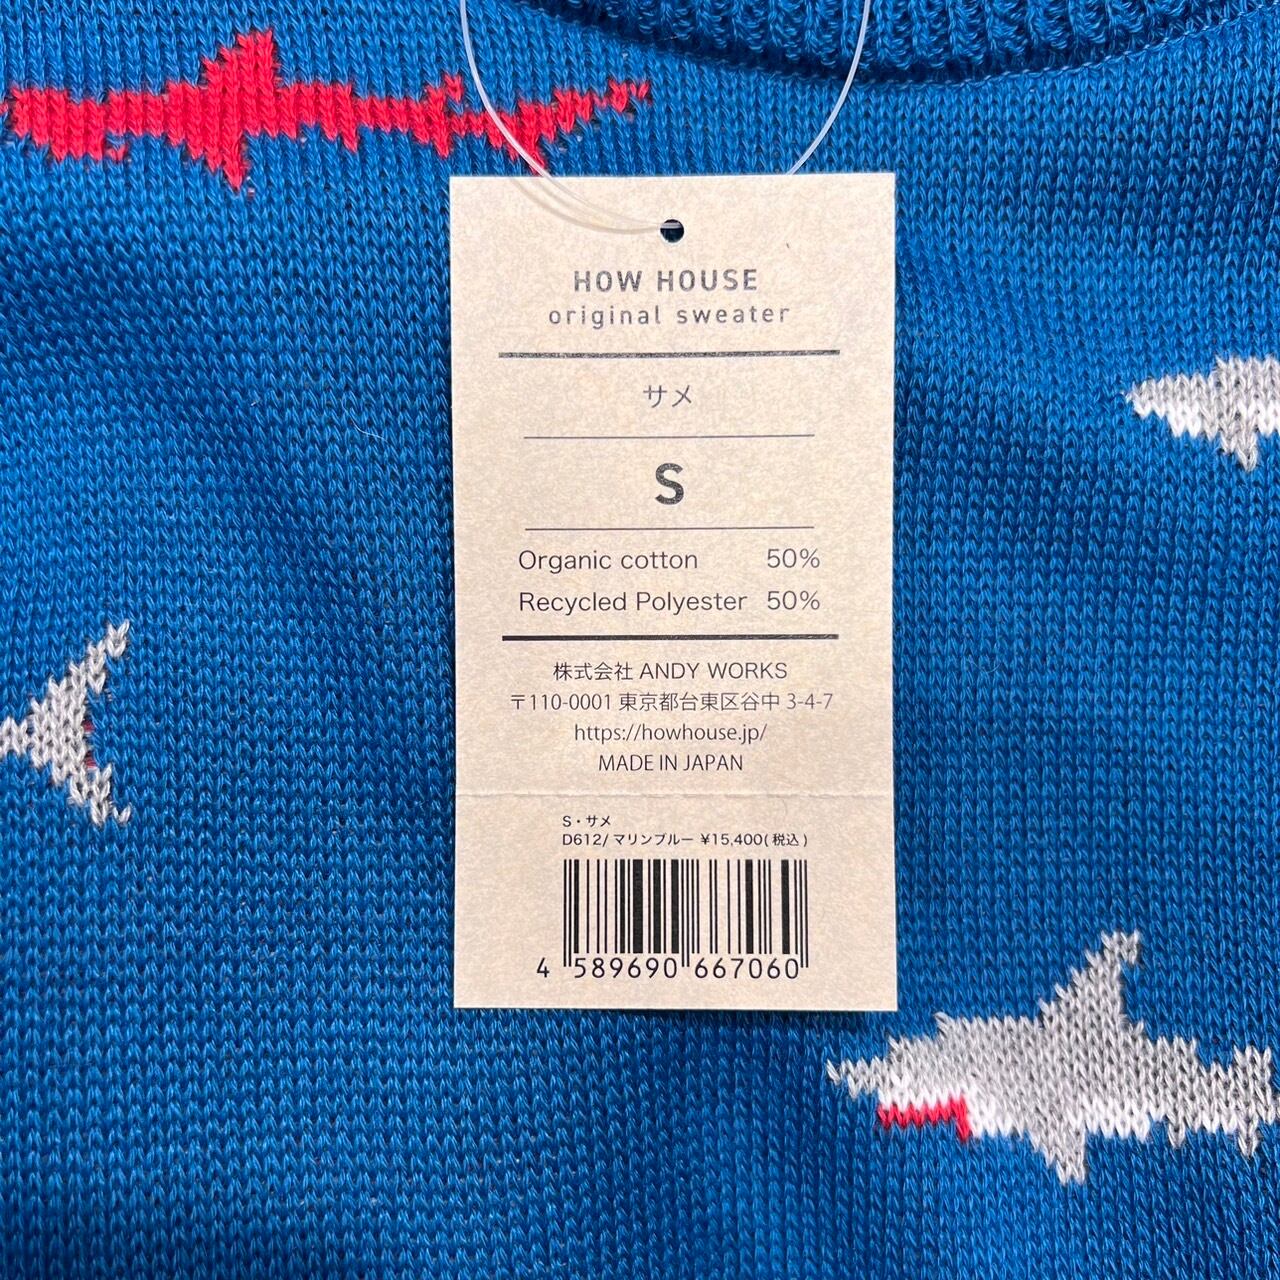 HOW HOUSE
original sweater
サメ
S
Organic cotton 50%
Recycled Polyester 50%
株式会社 ANDY WORKS
〒110-0001 東京都台東区谷中 3-4-7
https://howhouse.jp/
MADE IN JAPAN
S・サメ
D612/マリンブルー ¥15,400(税込)
4 589690 667060